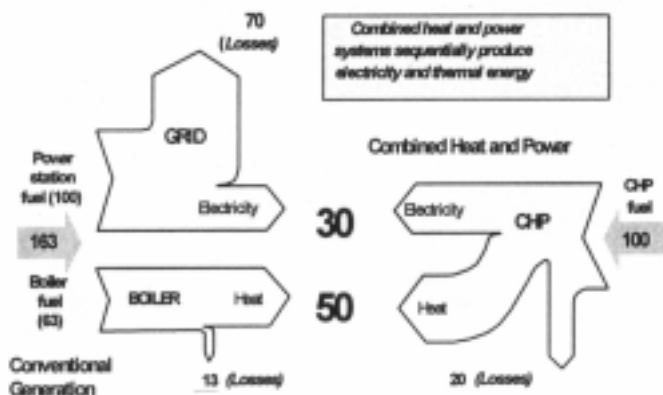 70
(Losses)
Combined heat and power
systems sequentially produce
electricity and thermal energy
GRID
Combined Heat and Power
Power
station
fuel (100)
Electricity
30
Electricity
CHP
CHP
fuel
100
163
Boiler
fuel
(63)
BOILER
Heat
50
Heat
Conventional
Generation
13 (Losses)
20 (Losses)